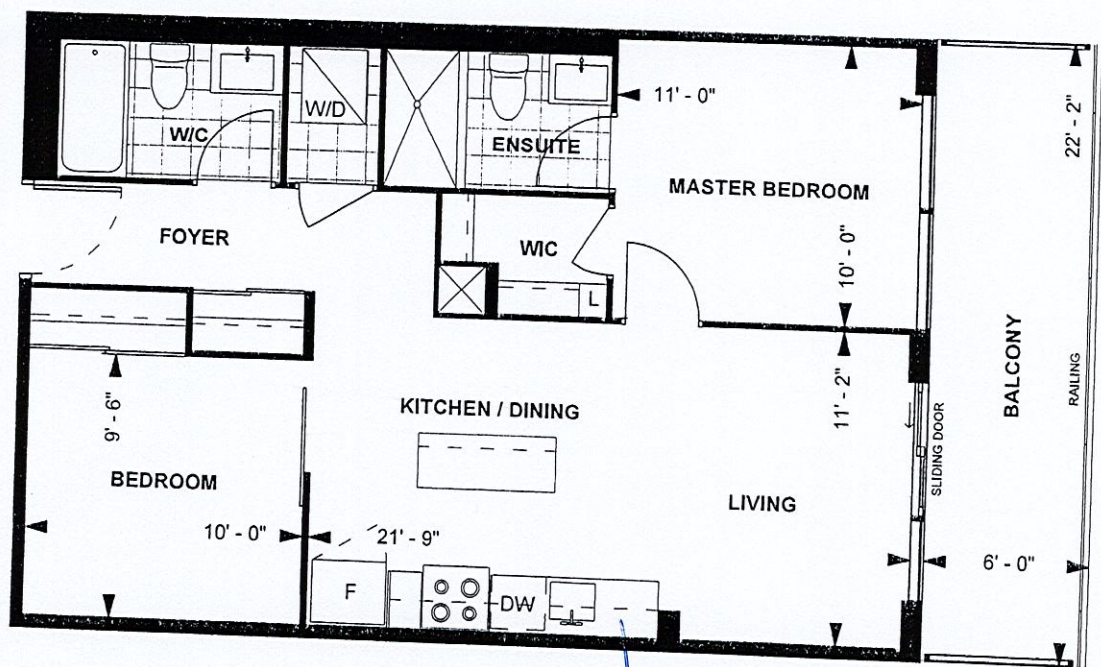 W/C
W/D
ENSUITE
11' - 0"
MASTER BEDROOM
22' - 2"
FOYER
WIC
L
10' - 0"
BALCONY
RAILING
9' - 6"
KITCHEN / DINING
11' - 2"
SLIDING DOOR
BEDROOM
LIVING
10' - 0"
21' - 9"
6' - 0"
F
DW